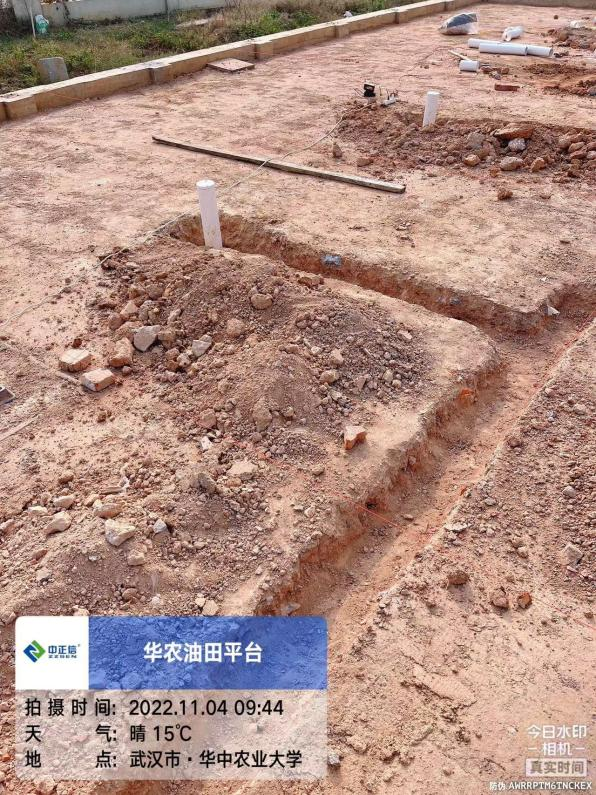 中正信®
ZZSEN
华农油田平台
拍摄时间: 2022.11.04 09:44
天气: 晴 15℃
地点: 武汉市·华中农业大学
今日水印
-相机-
真实时间
防伪 AWRRPTM6TNCKEX